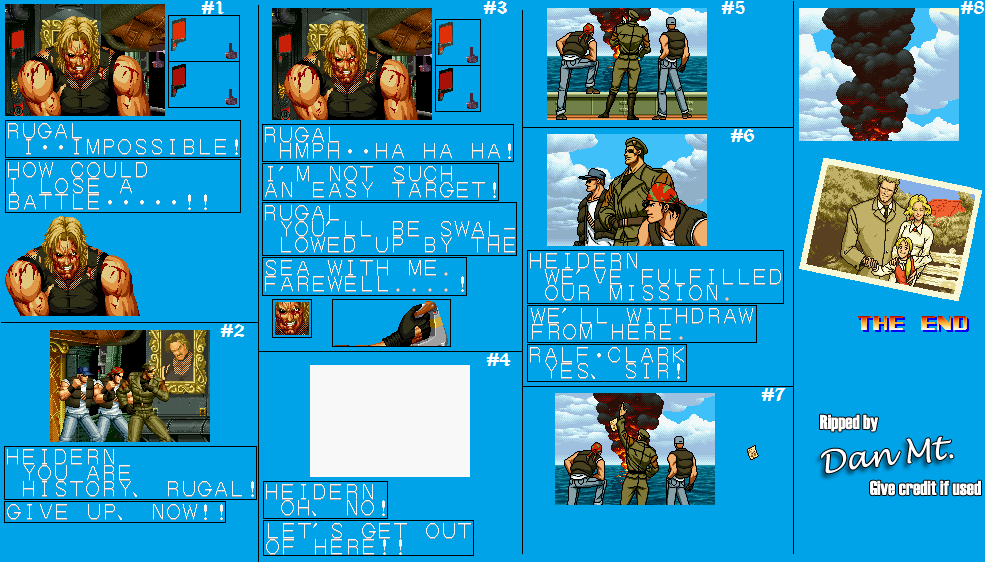 #1
RUGAL
I・・IMPOSSIBLE!
HOW COULD
I LOSE A
BATTLE・・・・・!!
#2
HEIDERN
YOU ARE
HISTORY、 RUGAL!
GIVE UP、 NOW!!
#3
RUGAL
HMPH・・HA HA HA!
I'M NOT SUCH
AN EASY TARGET!
RUGAL
YOU'LL BE SWAL-
LOWED UP BY THE
SEA WITH ME.
FAREWELL....!
#4
HEIDERN
OH、 NO!
LET'S GET OUT
OF HERE!!
#5
#6
HEIDERN
WE'VE FULFILLED
OUR MISSION.
WE'LL WITHDRAW
FROM HERE.
RALF・CLARK
YES、 SIR!
#7
#8
THE END
Ripped by
Dan Mt.
Give credit if used